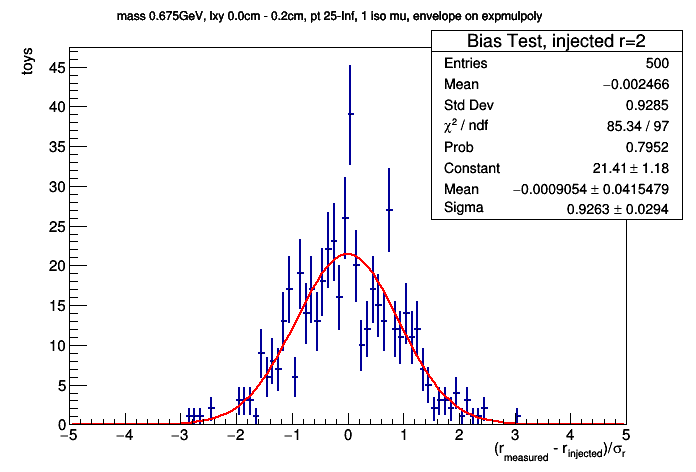 mass 0.675GeV, lxy 0.0cm - 0.2cm, pt 25-Inf, 1 iso mu, envelope on expmulpoly
Bias Test, injected r=2
Entries 500
Mean −0.002466
Std Dev 0.9285
χ² / ndf 85.34 / 97
Prob 0.7952
Constant 21.41 ± 1.18
Mean −0.0009054 ± 0.0415479
Sigma 0.9263 ± 0.0294
toys
45
40
35
30
25
20
15
10
5
0
−5 −4 −3 −2 −1 0 1 2 3 4 5
(r_measured - r_injected)/σ_r